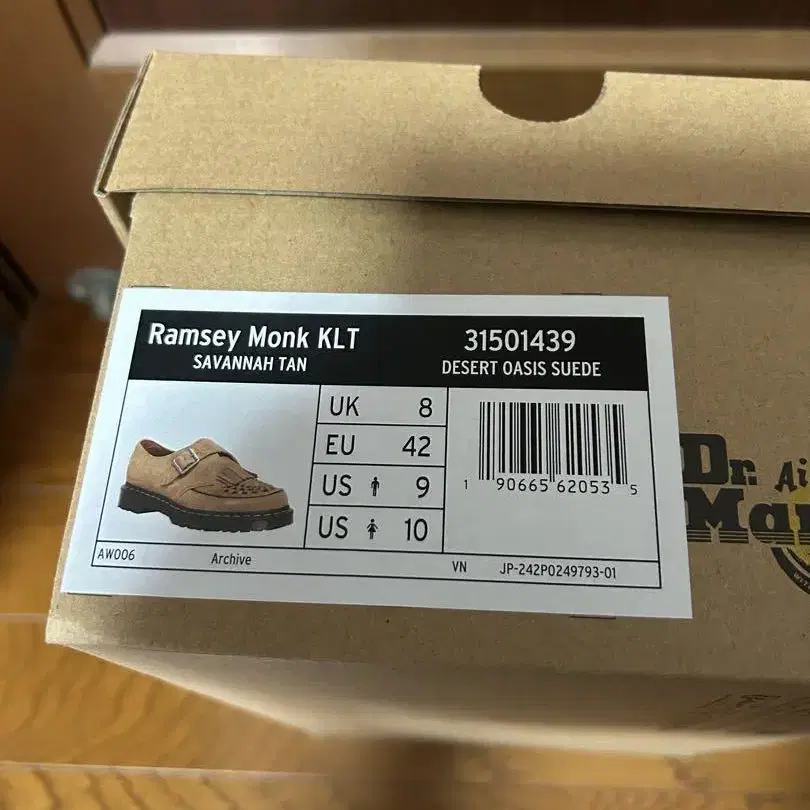 Ramsey Monk KLT
SAVANNAH TAN
31501439
DESERT OASIS SUEDE
UK 8
EU 42
US 9
US 10
1 90665 62053 5
AW006
Archive
VN
JP-242P0249793-01
Dr.